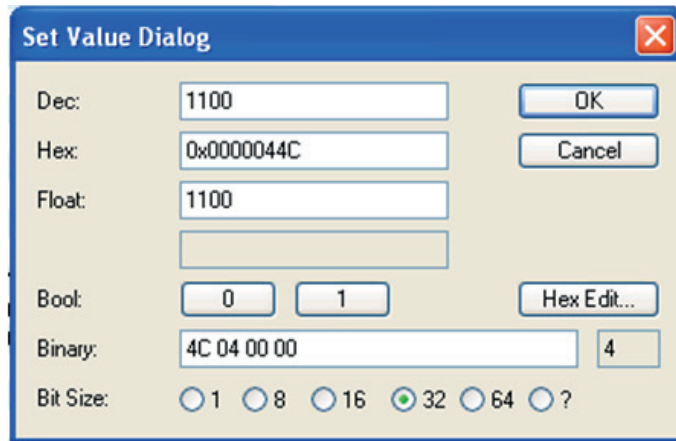 Set Value Dialog
Dec: 1100 OK
Hex: 0x0000044C Cancel
Float: 1100
Bool: 0 1 Hex Edit...
Binary: 4C 04 00 00 4
Bit Size: 1 8 16 32 64 ?